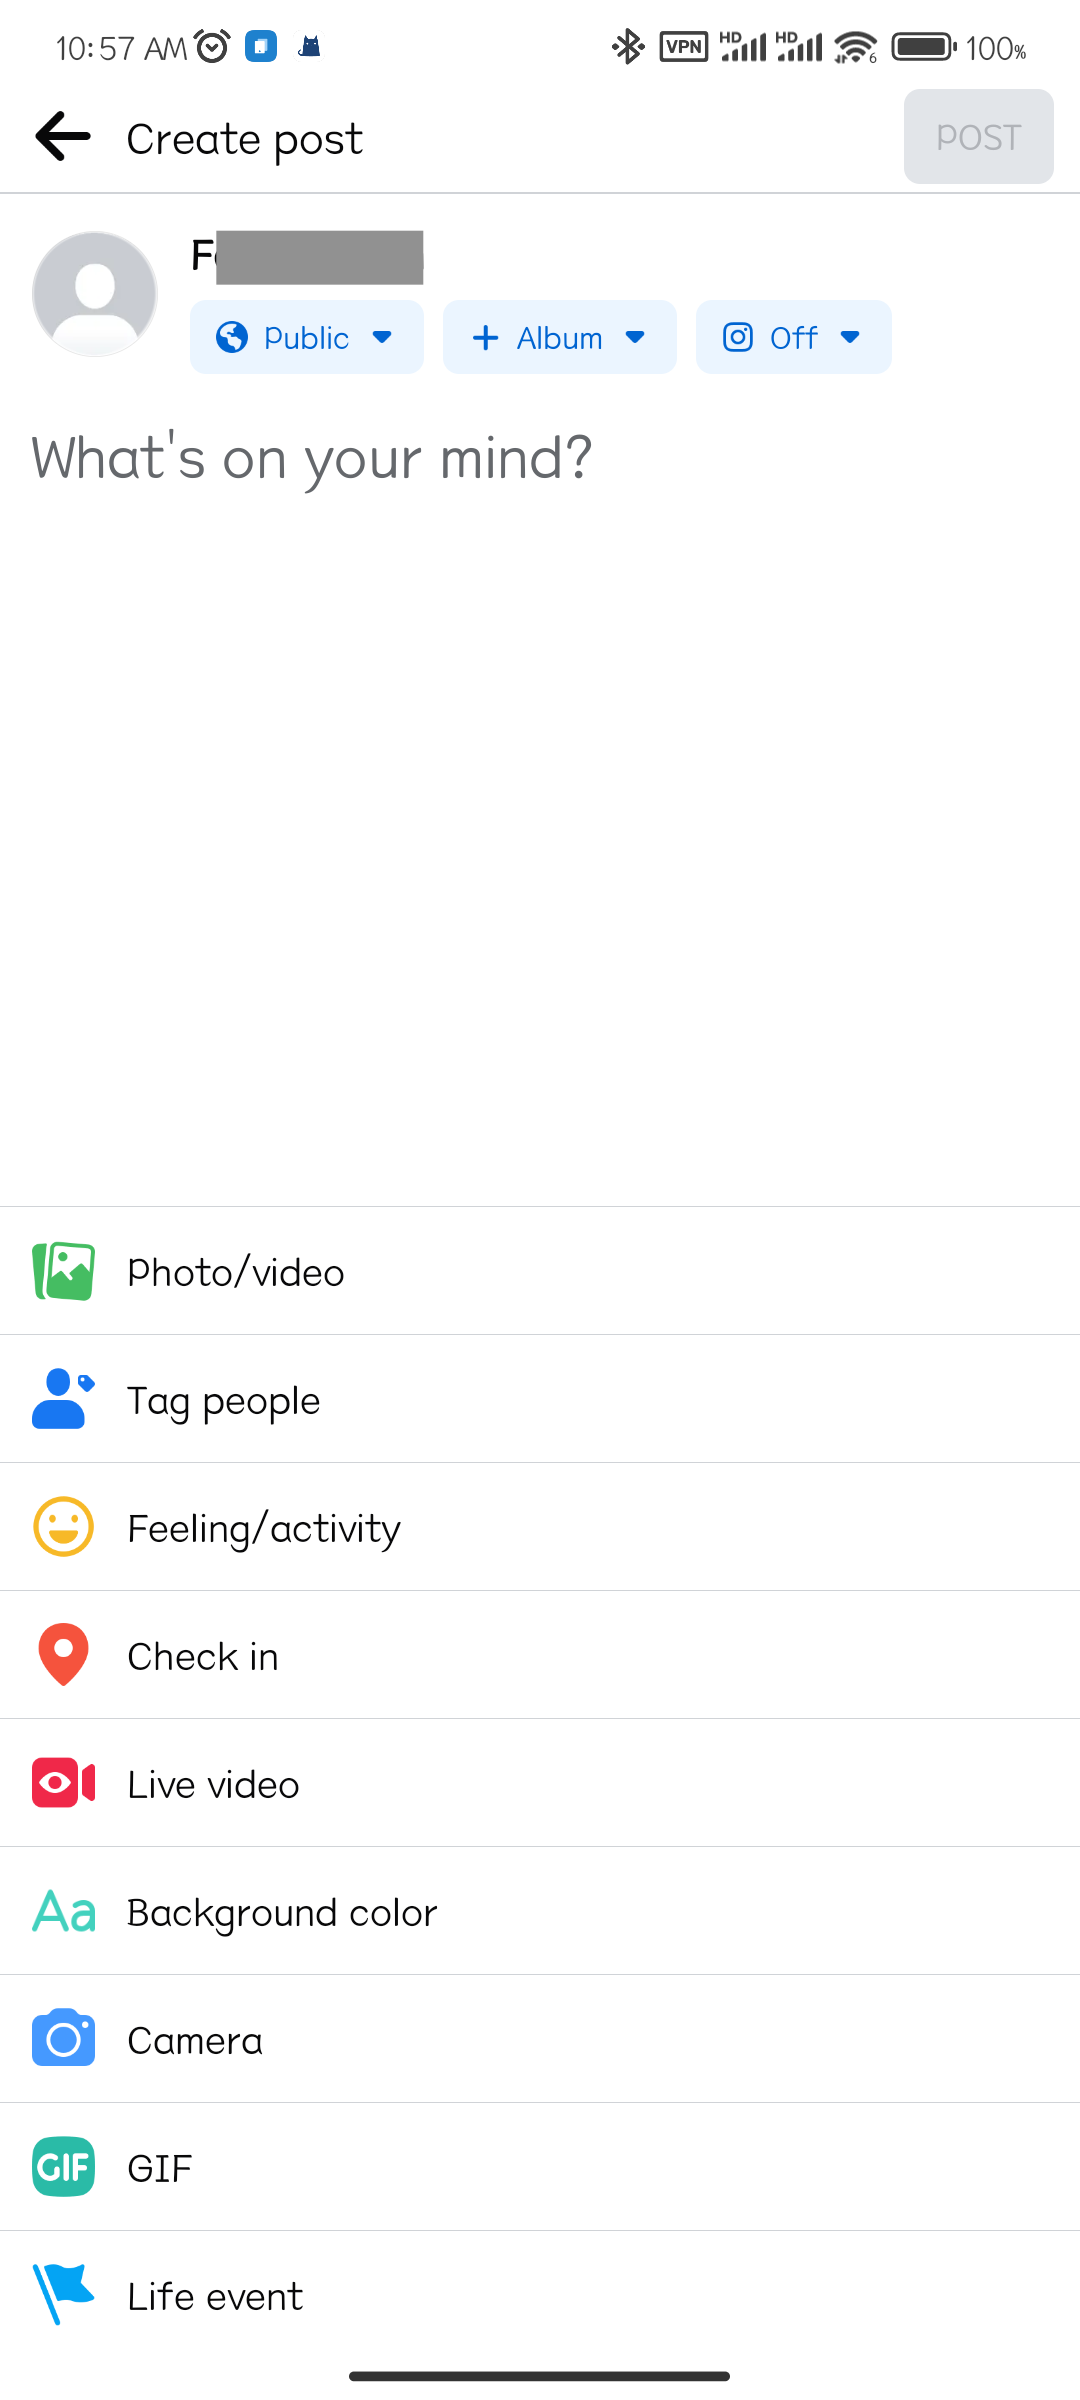 10:57 AM VPN HD HD 6 100%
Create post POST
Public + Album Off
What's on your mind?
Photo/video
Tag people
Feeling/activity
Check in
Live video
Aa Background color
Camera
GIF GIF
Life event